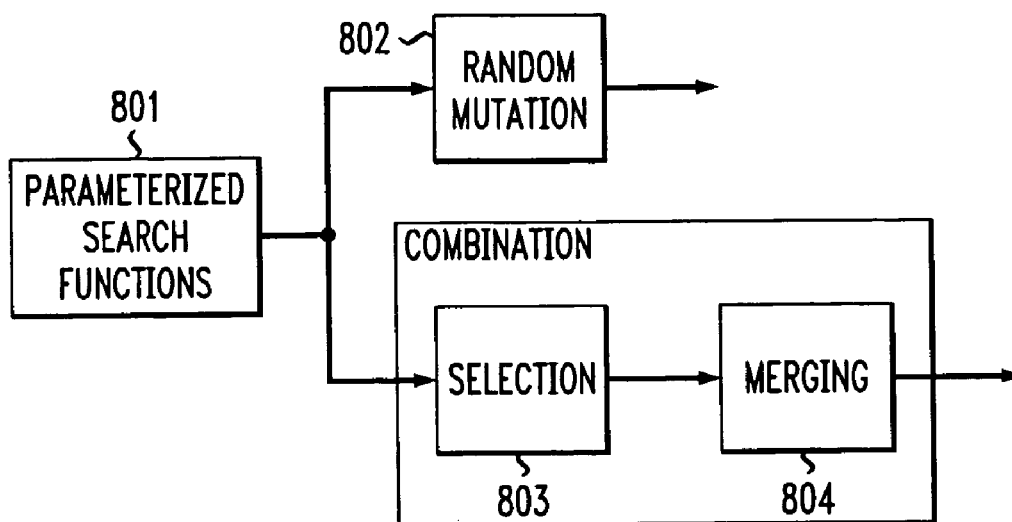 802
RANDOM
MUTATION
801
PARAMETERIZED
SEARCH
FUNCTIONS
COMBINATION
SELECTION
MERGING
803
804